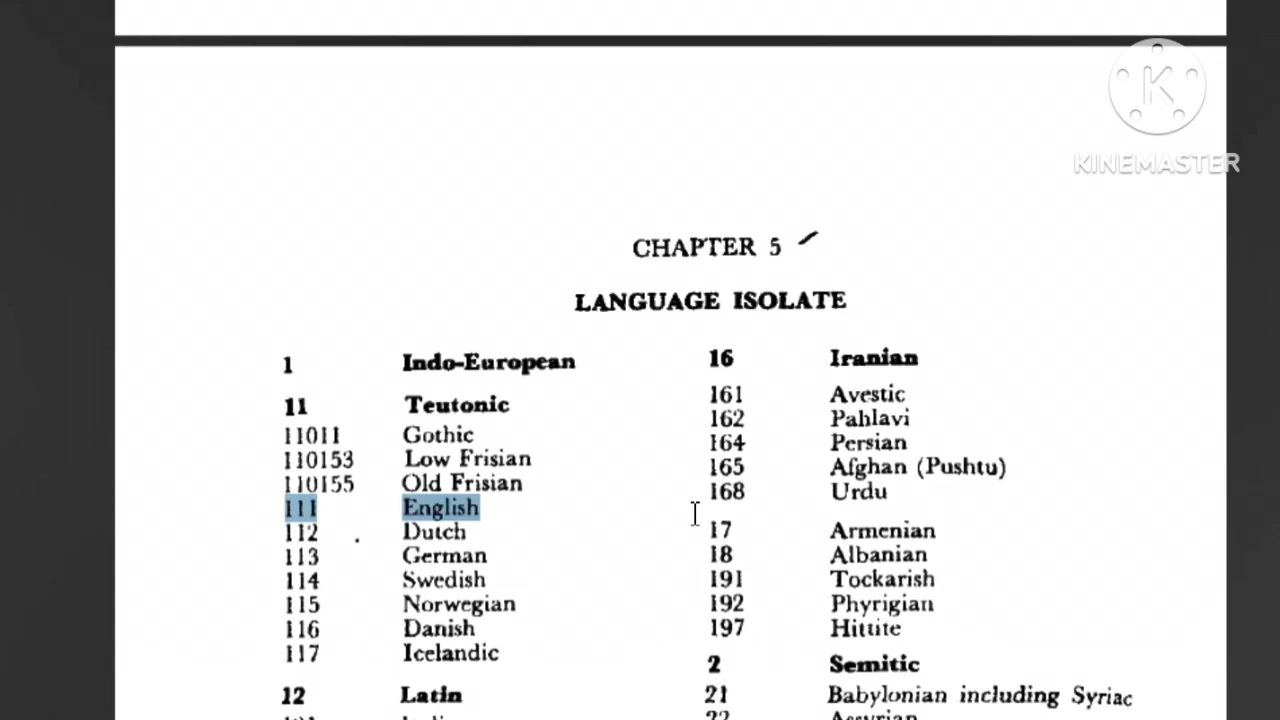 K
KINEMASTER
CHAPTER 5
LANGUAGE ISOLATE
1 Indo-European
11 Teutonic
11011 Gothic
110153 Low Frisian
110155 Old Frisian
111 English
112 Dutch
113 German
114 Swedish
115 Norwegian
116 Danish
117 Icelandic
12 Latin
16 Iranian
161 Avestic
162 Pahlavi
164 Persian
165 Afghan (Pushtu)
168 Urdu
17 Armenian
18 Albanian
191 Tockarish
192 Phyrigian
197 Hittite
2 Semitic
21 Babylonian including Syriac